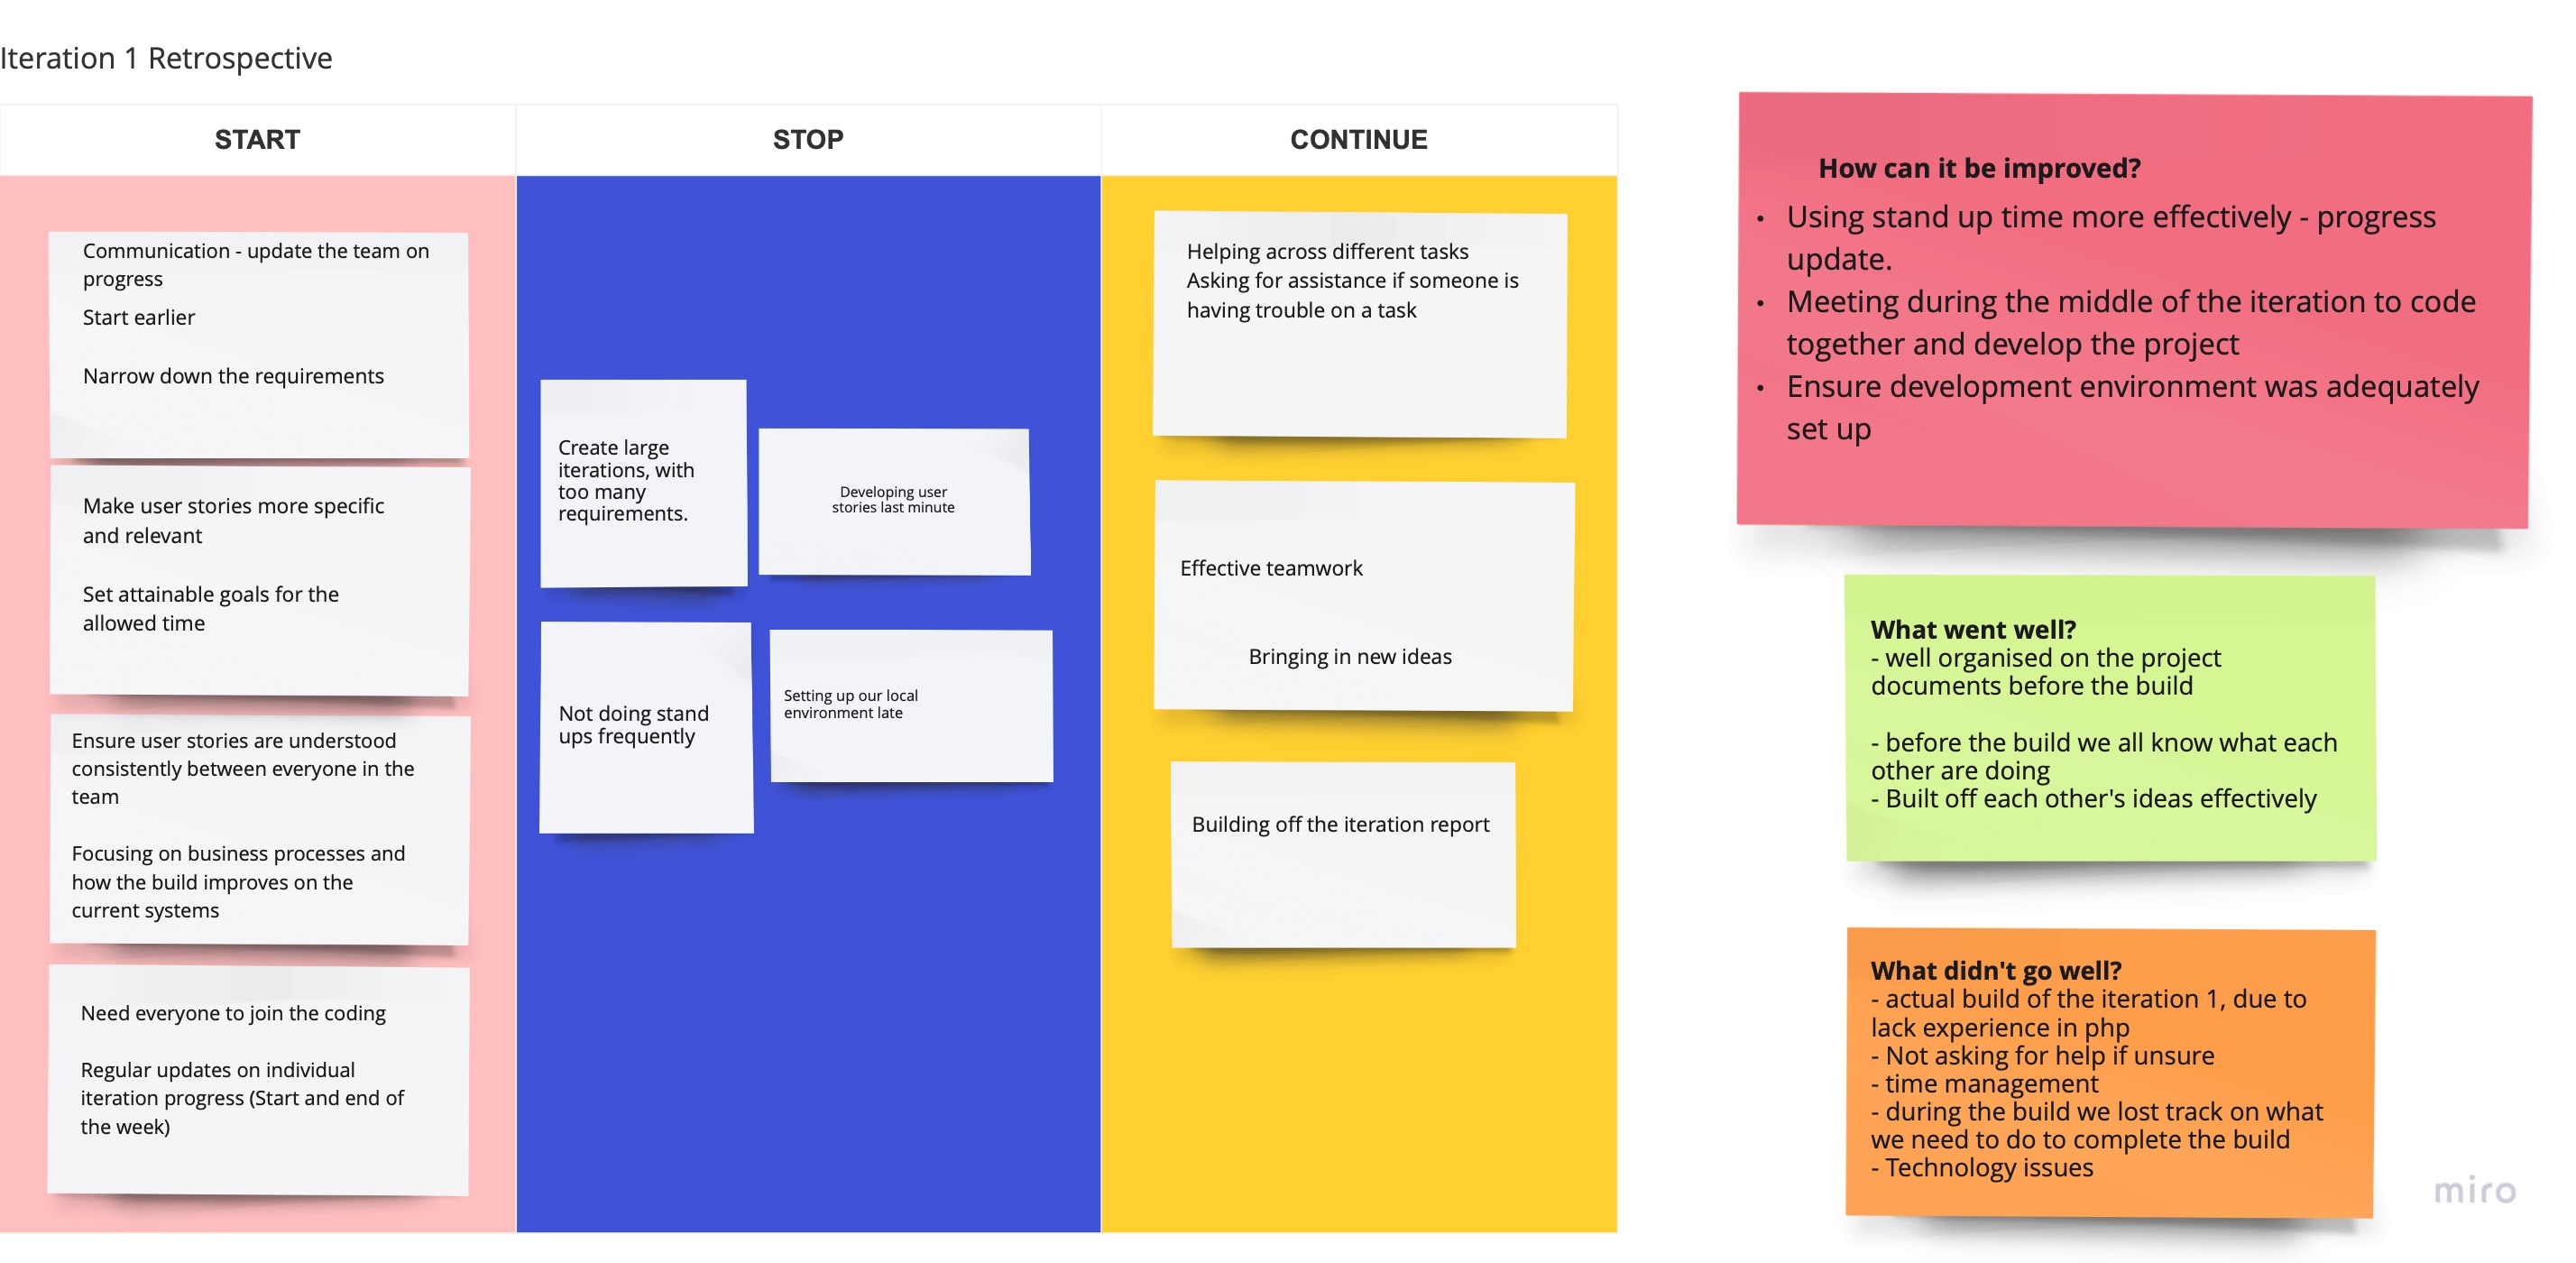 Iteration 1 Retrospective
START
STOP
CONTINUE
Communication - update the team on
progress
Start earlier
Narrow down the requirements
Make user stories more specific
and relevant
Set attainable goals for the
allowed time
Ensure user stories are understood
consistently between everyone in the
team
Focusing on business processes and
how the build improves on the
current systems
Need everyone to join the coding
Regular updates on individual
iteration progress (Start and end of
the week)
Create large
iterations, with
too many
requirements.
Developing user
stories last minute
Not doing stand
ups frequently
Setting up our local
environment late
Helping across different tasks
Asking for assistance if someone is
having trouble on a task
Effective teamwork
Bringing in new ideas
Building off the iteration report
How can it be improved?
• Using stand up time more effectively - progress
update.
• Meeting during the middle of the iteration to code
together and develop the project
• Ensure development environment was adequately
set up
What went well?
- well organised on the project
documents before the build
- before the build we all know what each
other are doing
- Built off each other's ideas effectively
What didn't go well?
- actual build of the iteration 1, due to
lack experience in php
- Not asking for help if unsure
- time management
- during the build we lost track on what
we need to do to complete the build
- Technology issues
miro